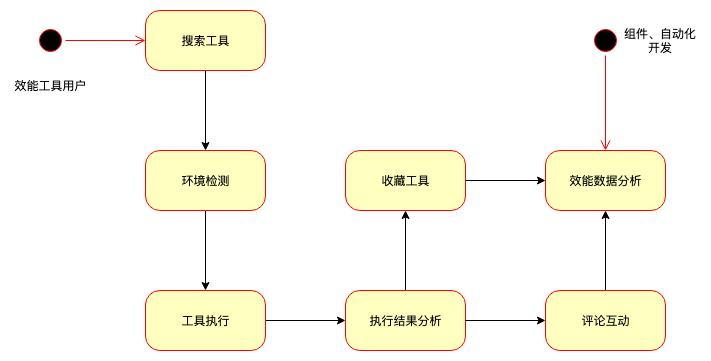 搜索工具
组件、自动化
开发
效能工具用户
环境检测
收藏工具
效能数据分析
工具执行
执行结果分析
评论互动